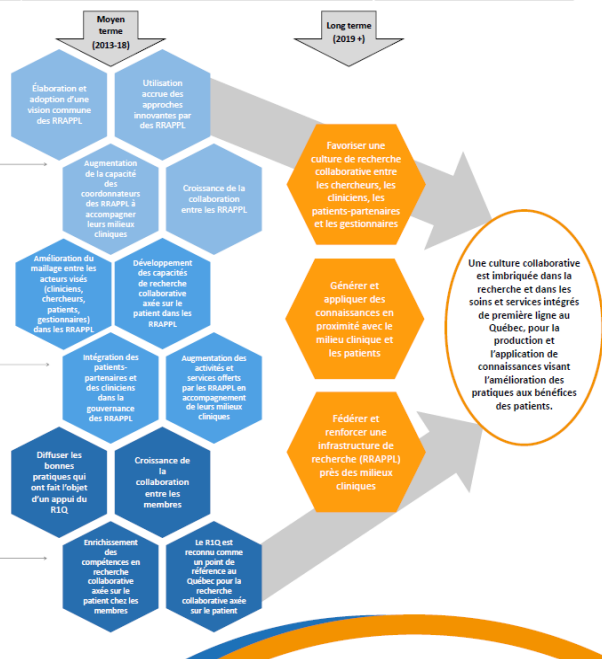 Moyen
terme
(2013-18)
Long terme
(2019 +)
Élaboration et
adoption d'une
vision commune
des RRAPPL
Utilisation
accrue des
approches
innovantes par
des RRAPPL
Augmentation
de la capacité
des
coordonnateurs
des RRAPPL à
accompagner
leurs milieux
cliniques
Croissance de la
collaboration
entre les RRAPPL
Amélioration du
maillage entre les
acteurs visés
(cliniciens,
chercheurs,
patients,
gestionnaires)
dans les RRAPPL
Développement
des capacités
de recherche
collaborative
axée sur le
patient dans les
RRAPPL
Intégration des
patients-
partenaires et
des cliniciens
dans la
gouvernance
des RRAPPL
Augmentation des
activités et
services offerts
par les RRAPPL en
accompagnement
de leurs milieux
cliniques
Diffuser les
bonnes
pratiques qui
ont fait l'objet
d'un appui du
R1Q
Croissance de
la
collaboration
entre les
membres
Enrichissement
des
compétences en
recherche
collaborative
axée sur le
patient chez les
membres
Le R1Q est
reconnu comme
un point de
référence au
Québec pour la
recherche
collaborative axée
sur le patient
Favoriser une
culture de recherche
collaborative entre
les chercheurs, les
cliniciens, les
patients-partenaires
et les gestionnaires
Générer et
appliquer des
connaissances en
proximité avec le
milieu clinique et
les patients
Fédérer et
renforcer une
infrastructure de
recherche (RRAPPL)
près des milieux
cliniques
Une culture collaborative
est imbriquée dans la
recherche et dans les
soins et services intégrés
de première ligne au
Québec, pour la
production et
l'application de
connaissances visant
l'amélioration des
pratiques aux bénéfices
des patients.